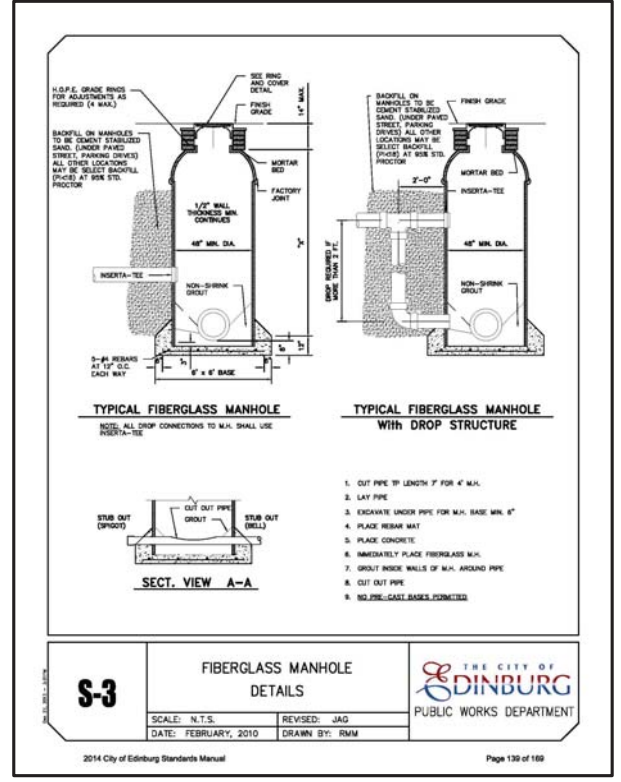 SEE RING
AND COVER
DETAIL
H.D.P.E. GRADE RINGS
FOR ADJUSTMENTS AS
REQUIRED (4 MAX.)
FINISH
GRADE
14" MAX.
BACKFILL ON MANHOLES
TO BE CEMENT STABILIZED
SAND. (UNDER PAVED
STREET, PARKING DRIVES)
ALL OTHER LOCATIONS
MAY BE SELECT BACKFILL
(PI<18) AT 95% STD.
PROCTOR
MORTAR
BED
FACTORY
JOINT
1/2" WALL
THICKNESS MIN.
CONTINUES
48" MIN. DIA.
"X"
INSERTA-TEE
NON-SHRINK
GROUT
5-#4 REBARS
AT 12" O.C.
EACH WAY
6"
3"
6"
6' x 6' BASE
12"
TYPICAL FIBERGLASS MANHOLE
NOTE: ALL DROP CONNECTIONS TO M.H. SHALL USE
INSERTA-TEE
BACKFILL ON
MANHOLES TO BE
CEMENT STABILIZED
SAND. (UNDER PAVED
STREET, PARKING
DRIVES) ALL OTHER
LOCATIONS MAY BE
SELECT BACKFILL
(PI<18) AT 95% STD.
PROCTOR
FINISH GRADE
MORTAR BED
2'-0"
INSERTA-TEE
48" MIN. DIA.
DROP REQUIRED IF
MORE THAN 2 FT.
NON-SHRINK
GROUT
TYPICAL FIBERGLASS MANHOLE
With DROP STRUCTURE
CUT OUT PIPE
GROUT
STUB OUT
(SPIGOT)
STUB OUT
(BELL)
SECT. VIEW A-A
1. CUT PIPE TP LENGTH 7' FOR 4' M.H.
2. LAY PIPE
3. EXCAVATE UNDER PIPE FOR M.H. BASE MIN. 6"
4. PLACE REBAR MAT
5. PLACE CONCRETE
6. IMMEDIATELY PLACE FIBERGLASS M.H.
7. GROUT INSIDE WALLS OF M.H. AROUND PIPE
8. CUT OUT PIPE
9. NO PRE-CAST BASES PERMITTED
S-3
FIBERGLASS MANHOLE
DETAILS
SCALE: N.T.S.
REVISED: JAG
DATE: FEBRUARY, 2010
DRAWN BY: RMM
THE CITY OF
EDINBURG
PUBLIC WORKS DEPARTMENT
2014 City of Edinburg Standards Manual
Page 139 of 169